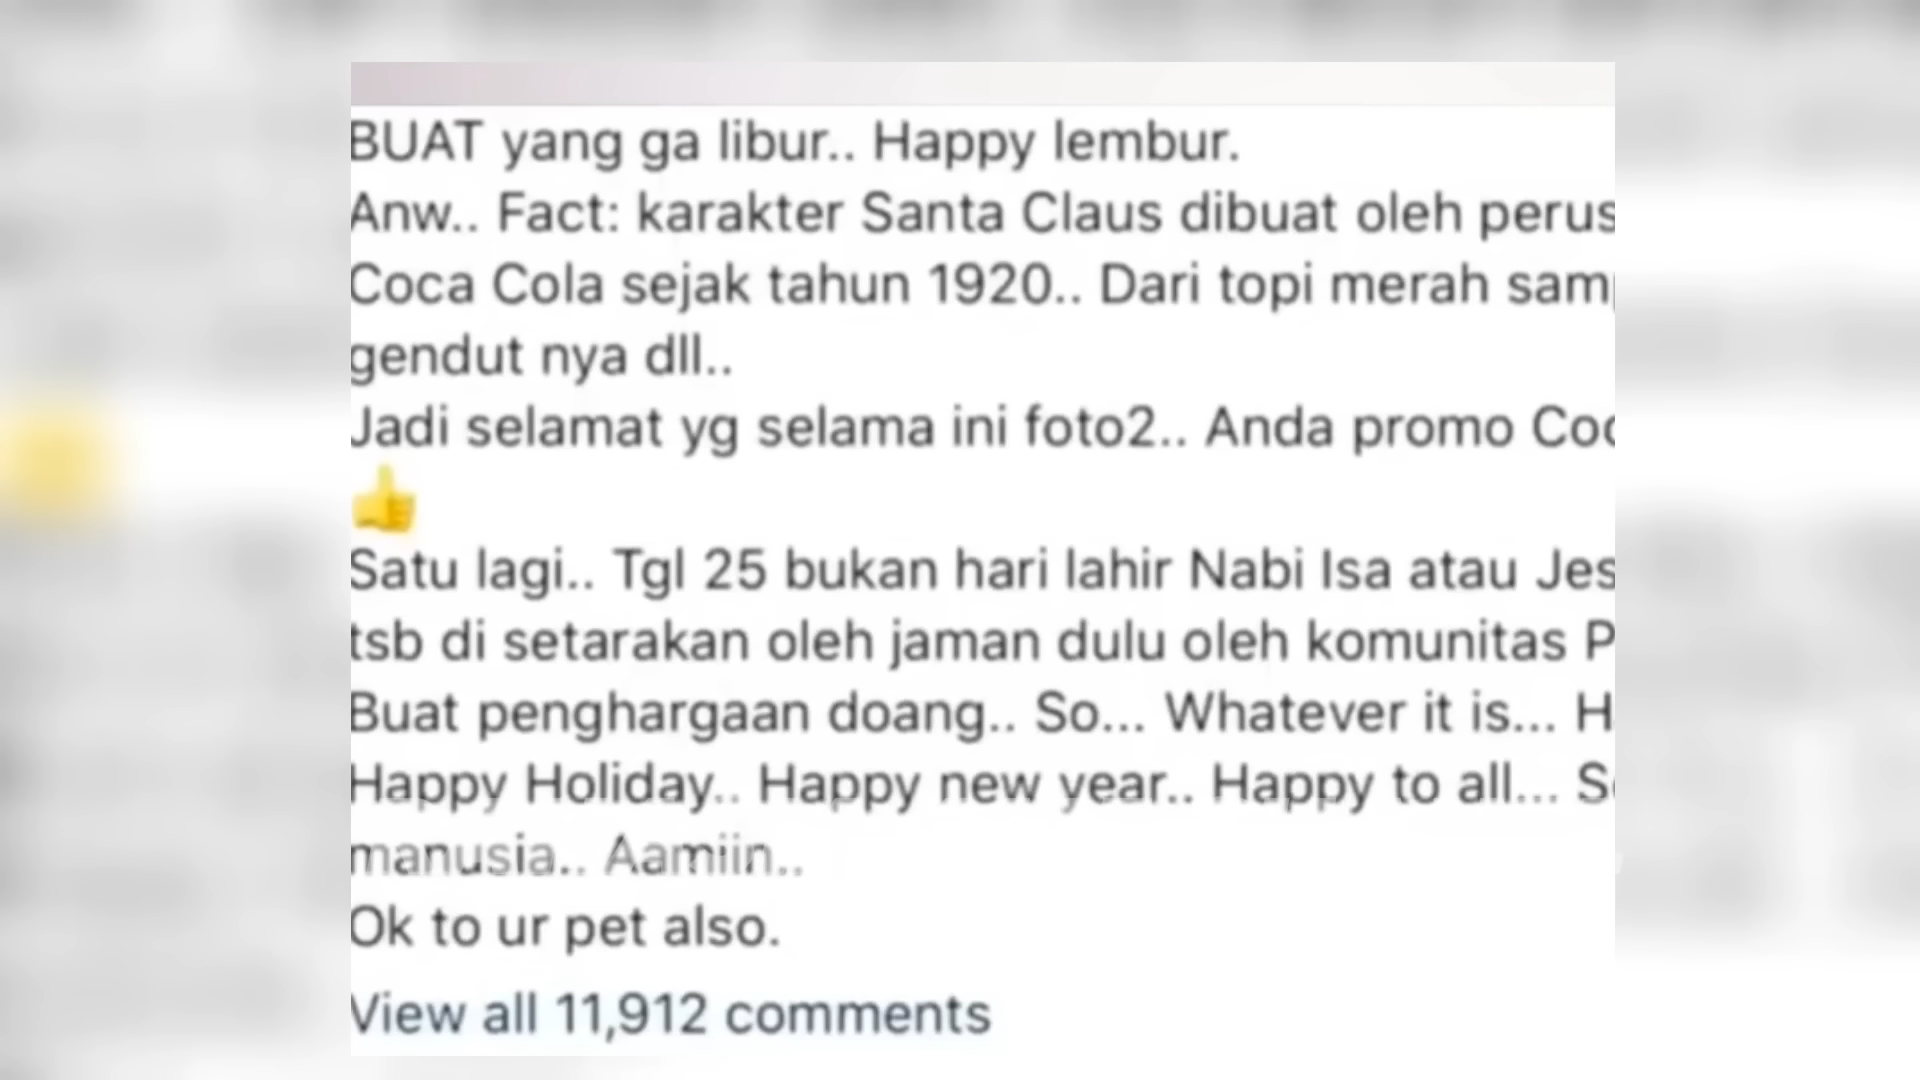 BUAT yang ga libur.. Happy lembur.
Anw.. Fact: karakter Santa Claus dibuat oleh
Coca Cola sejak tahun 1920.. Dari topi merah
gendut nya dll..
Jadi selamat yg selama ini foto2.. Anda promo
👍
Satu lagi.. Tgl 25 bukan hari lahir Nabi Isa atau
tsb di setarakan oleh jaman dulu oleh komunitas
Buat penghargaan doang.. So... Whatever it is...
Happy Holiday.. Happy new year.. Happy to all...
manusia.. Aamiin..
Ok to ur pet also.
View all 11,912 comments